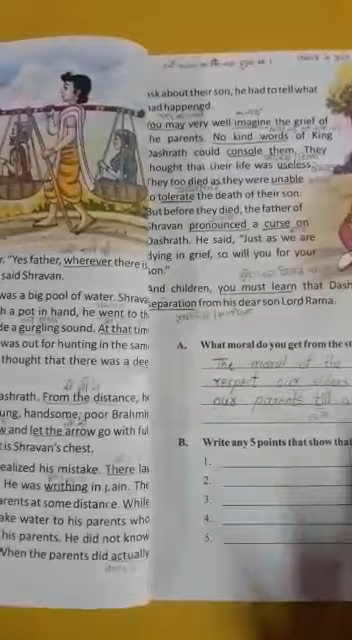 r. "Yes father, wherever there is
said Shravan.
was a big pool of water. Shrava
h a pot in hand, he went to th
de a gurgling sound. At that tim
was out for hunting in the sam
thought that there was a dee
ashrath. From the distance, h
ung, handsome, poor Brahmi
w and let the arrow go with ful
t is Shravan's chest.
ealized his mistake. There la
He was writhing in pain. The
arents at some distance. While
ake water to his parents who
his parents. He did not know
When the parents did actually
ask about their son, he had to tell what
had happened.
You may very well imagine the grief of
he parents. No kind words of King
Dashrath could console them. They
hought that their life was useless.
They too died as they were unable
o tolerate the death of their son.
But before they died, the father of
Shravan pronounced a curse on
Dashrath. He said, "Just as we are
dying in grief, so will you for your
son."
And children, you must learn that Dash
separation from his dear son Lord Rama.
A. What moral do you get from the st
The moral of the
respect our elders
our parents till
B. Write any 5 points that show tha
1.
2.
3.
4.
5.